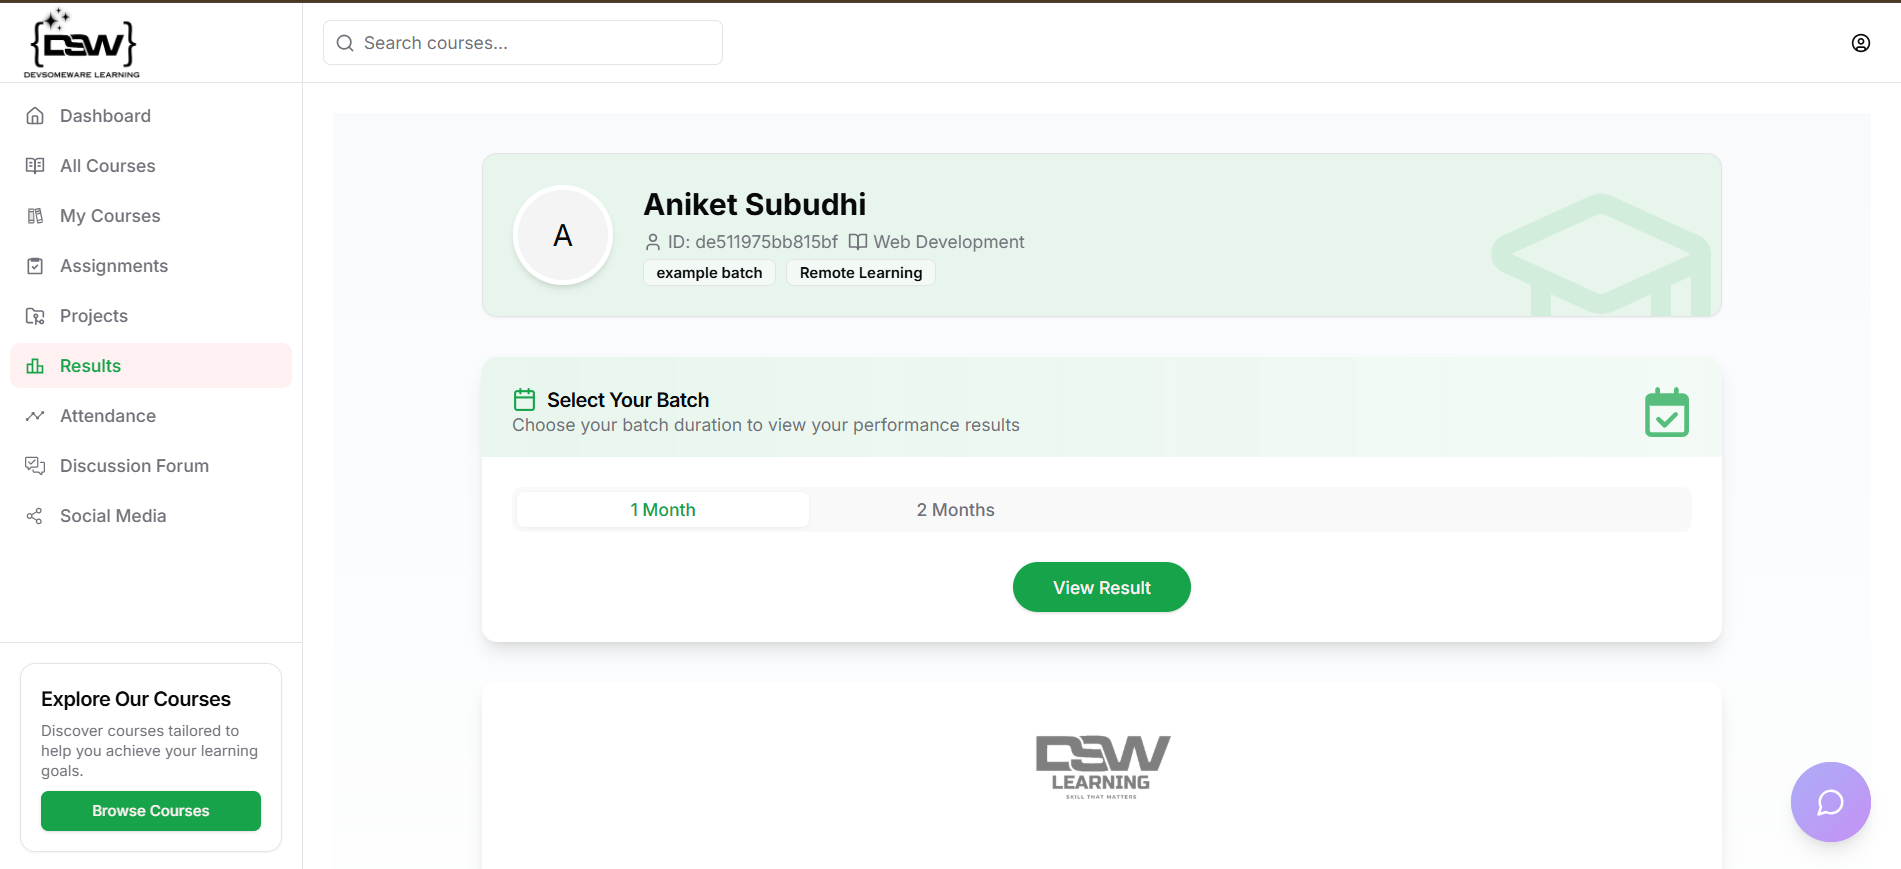 {DSW}
DEVSOMEWARE LEARNING
Search courses...
Dashboard
All Courses
My Courses
Assignments
Projects
Results
Attendance
Discussion Forum
Social Media
Explore Our Courses
Discover courses tailored to
help you achieve your learning
goals.
Browse Courses
A
Aniket Subudhi
ID: de511975bb815bf Web Development
example batch Remote Learning
Select Your Batch
Choose your batch duration to view your performance results
1 Month 2 Months
View Result
DSW
LEARNING
SKILL THAT MATTERS